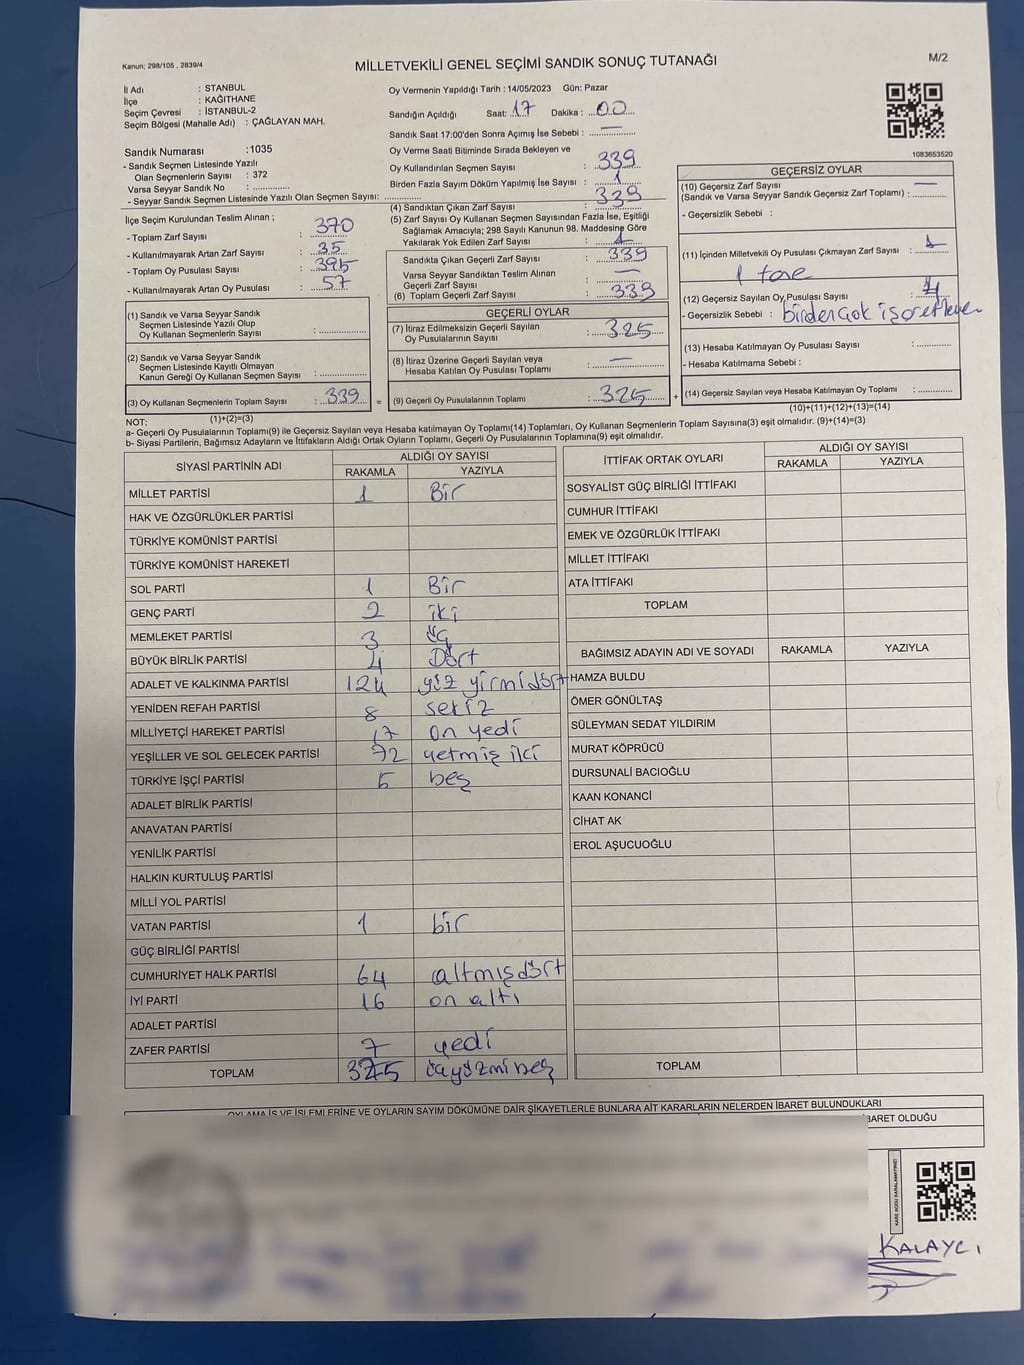 Kanun: 298/105 , 2839/4
MİLLETVEKİLİ GENEL SEÇİMİ SANDIK SONUÇ TUTANAĞI
M/2
İl Adı : STANBUL
İlçe : KAĞITHANE
Seçim Çevresi : İSTANBUL-2
Seçim Bölgesi (Mahalle Adı) : ÇAĞLAYAN MAH.
Sandık Numarası :1035
- Sandık Seçmen Listesinde Yazılı
Olan Seçmenlerin Sayısı : 372
Varsa Seyyar Sandık No : ..............
- Seyyar Sandık Seçmen Listesinde Yazılı Olan Seçmen Sayısı: ..............
Oy Vermenin Yapıldığı Tarih : 14/05/2023 Gün: Pazar
Sandığın Açıldığı Saat: 17 Dakika : 00
Sandık Saat 17:00'den Sonra Açımış İse Sebebi : —
Oy Verme Saati Bitiminde Sırada Bekleyen ve
Oy Kullandırılan Seçmen Sayısı : 339
Birden Fazla Sayım Döküm Yapılmış İse Sayısı : 1
(4) Sandıktan Çıkan Zarf Sayısı : 339
(5) Zarf Sayısı Oy Kullanan Seçmen Sayısından Fazla İse, Eşitliği
Sağlamak Amacıyla; 298 Sayılı Kanunun 98. Maddesine Göre
Yakılarak Yok Edilen Zarf Sayısı :
1083653520
İlçe Seçim Kurulundan Teslim Alınan ;
- Toplam Zarf Sayısı : 370
- Kullanılmayarak Artan Zarf Sayısı : 35
- Toplam Oy Pusulası Sayısı : 395
- Kullanılmayarak Artan Oy Pusulası : 57
Sandıkta Çıkan Geçerli Zarf Sayısı : 339
Varsa Seyyar Sandıktan Teslim Alınan
Geçerli Zarf Sayısı : —
(6) Toplam Geçerli Zarf Sayısı : 339
GEÇERSİZ OYLAR
(10) Geçersiz Zarf Sayısı —
(Sandık ve Varsa Seyyar Sandık Geçersiz Zarf Toplamı) :
- Geçersizlik Sebebi :
(11) İçinden Milletvekili Oy Pusulası Çıkmayan Zarf Sayısı : 1
1 tane
(12) Geçersiz Sayılan Oy Pusulası Sayısı :
- Geçersizlik Sebebi :
(13) Hesaba Katılmayan Oy Pusulası Sayısı :
- Hesaba Katılmama Sebebi :
(14) Geçersiz Sayılan veya Hesaba Katılmayan Oy Toplamı :
(10)+(11)+(12)+(13)=(14)
(1) Sandık ve Varsa Seyyar Sandık
Seçmen Listesinde Yazılı Olup
Oy Kullanan Seçmenlerin Sayısı :
(2) Sandık ve Varsa Seyyar Sandık
Seçmen Listesinde Kayıtlı Olmayan
Kanun Gereği Oy Kullanan Seçmen Sayısı :
(3) Oy Kullanan Seçmenlerin Toplam Sayısı : 339 =
(1)+(2)=(3)
GEÇERLİ OYLAR
(7) İtiraz Edilmeksizin Geçerli Sayılan
Oy Pusulalarının Sayısı : 325
(8) İtiraz Üzerine Geçerli Sayılan veya
Hesaba Katılan Oy Pusulası Toplamı : —
(9) Geçerli Oy Pusulalarının Toplamı : 325 +
NOT:
a- Geçerli Oy Pusulalarının Toplamı(9) ile Geçersiz Sayılan veya Hesaba katılmayan Oy Toplamı(14) Toplamları, Oy Kullanan Seçmenlerin Toplam Sayısına(3) eşit olmalıdır. (9)+(14)=(3)
b- Siyasi Partilerin, Bağımsız Adayların ve İttifakların Aldığı Ortak Oyların Toplamı, Geçerli Oy Pusulalarının Toplamına(9) eşit olmalıdır.
SİYASİ PARTİNİN ADI ALDIĞI OY SAYISI
RAKAMLA YAZIYLA
MİLLET PARTİSİ 1 Bir
HAK VE ÖZGÜRLÜKLER PARTİSİ
TÜRKİYE KOMÜNİST PARTİSİ
TÜRKİYE KOMÜNİST HAREKETİ
SOL PARTİ 1 Bir
GENÇ PARTİ 2 iki
MEMLEKET PARTİSİ 3 üç
BÜYÜK BİRLİK PARTİSİ 4 Dört
ADALET VE KALKINMA PARTİSİ 124 yüz yirmidört
YENİDEN REFAH PARTİSİ 8 sekiz
MİLLİYETÇİ HAREKET PARTİSİ 17 on yedi
YEŞİLLER VE SOL GELECEK PARTİSİ 72 yetmiş iki
TÜRKİYE İŞÇİ PARTİSİ 5 beş
ADALET BİRLİK PARTİSİ
ANAVATAN PARTİSİ
YENİLİK PARTİSİ
HALKIN KURTULUŞ PARTİSİ
MİLLİ YOL PARTİSİ
VATAN PARTİSİ 1 bir
GÜÇ BİRLİĞİ PARTİSİ
CUMHURİYET HALK PARTİSİ 64 altmışdört
İYİ PARTİ 16 on altı
ADALET PARTİSİ
ZAFER PARTİSİ 7 yedi
TOPLAM
İTTİFAK ORTAK OYLARI ALDIĞI OY SAYISI
RAKAMLA YAZIYLA
SOSYALİST GÜÇ BİRLİĞİ İTTİFAKI
CUMHUR İTTİFAKI
EMEK VE ÖZGÜRLÜK İTTİFAKI
MİLLET İTTİFAKI
ATA İTTİFAKI
TOPLAM
BAĞIMSIZ ADAYIN ADI VE SOYADI RAKAMLA YAZIYLA
HAMZA BULDU
ÖMER GÖNÜLTAŞ
SÜLEYMAN SEDAT YILDIRIM
MURAT KÖPRÜCÜ
DURSUNALİ BACIOĞLU
KAAN KONANCİ
CİHAT AK
EROL AŞUCUOĞLU
TOPLAM
OYLAMA İŞ VE İŞLEMLERİNE VE OYLARIN SAYIM DÖKÜMÜNE DAİR ŞİKAYETLERLE BUNLARA AİT KARARLARIN NELERDEN İBARET BULUNDUKLARI
BARET OLDUĞU
KARE KODU KARALAMAYINIZ!
KALAYCI